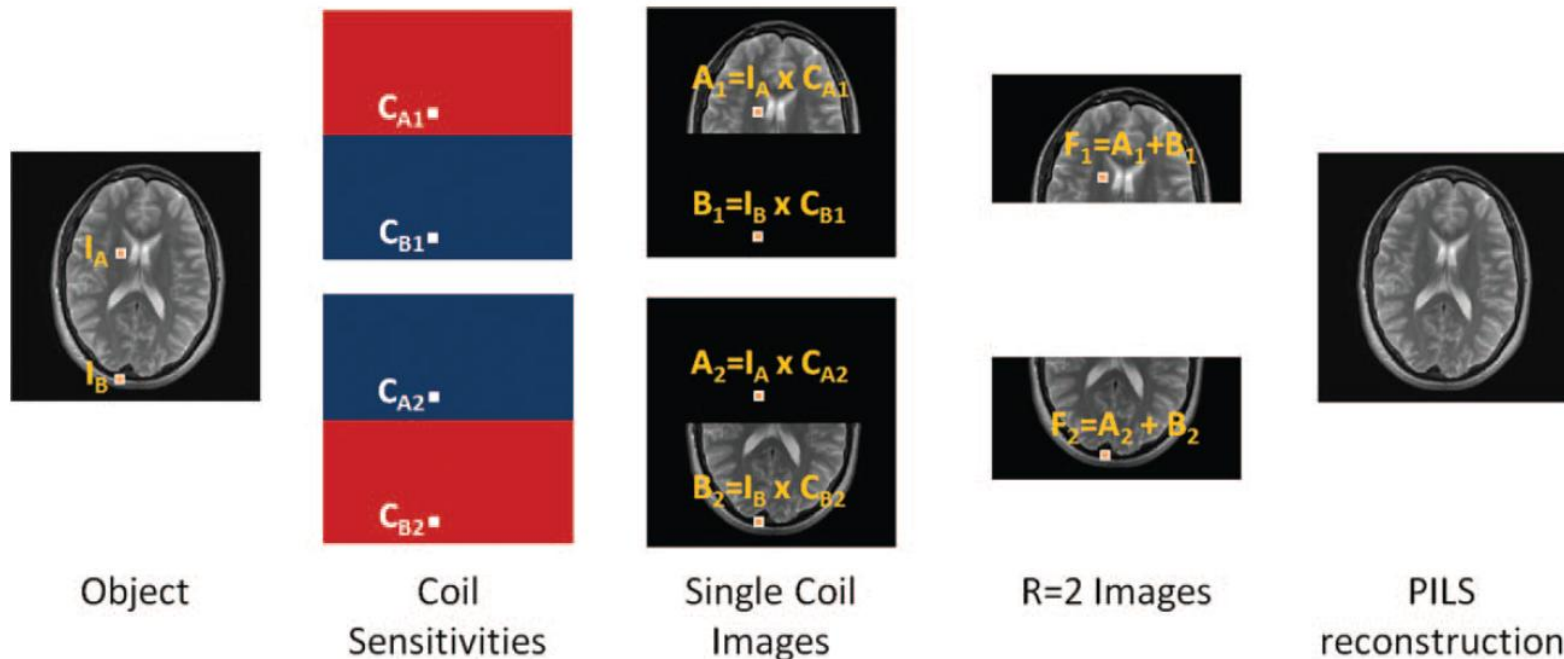 I_A
I_B
C_A1
C_B1
C_A2
C_B2
A_1=I_A x C_A1
B_1=I_B x C_B1
A_2=I_A x C_A2
B_2=I_B x C_B2
F_1=A_1+B_1
F_2=A_2 + B_2
Object
Coil
Sensitivities
Single Coil
Images
R=2 Images
PILS
reconstruction